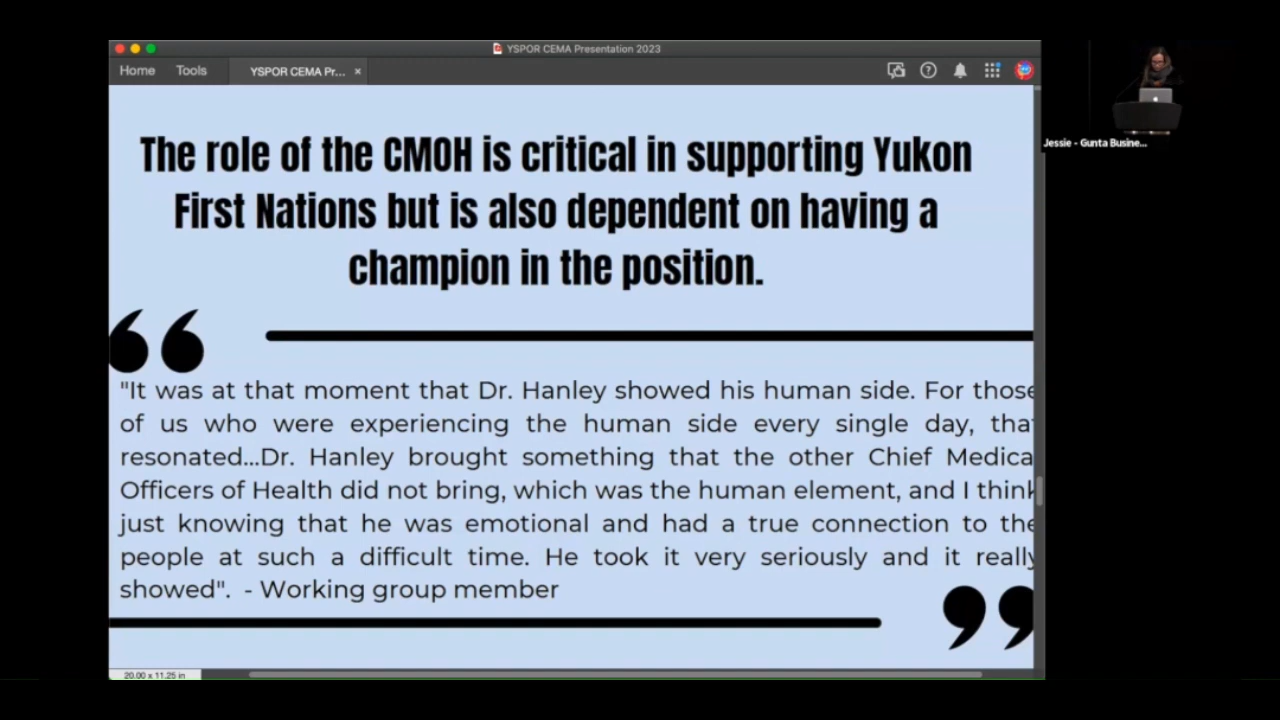 YSPOR CEMA Presentation 2023
Home Tools YSPOR CEMA Pr... ×
The role of the CMOH is critical in supporting Yukon
First Nations but is also dependent on having a
champion in the position.
"It was at that moment that Dr. Hanley showed his human side. For those
of us who were experiencing the human side every single day, that
resonated...Dr. Hanley brought something that the other Chief Medica
Officers of Health did not bring, which was the human element, and I think
just knowing that he was emotional and had a true connection to the
people at such a difficult time. He took it very seriously and it really
showed". - Working group member
20.00 x 11.25 in
Jessie - Gunta Busine...